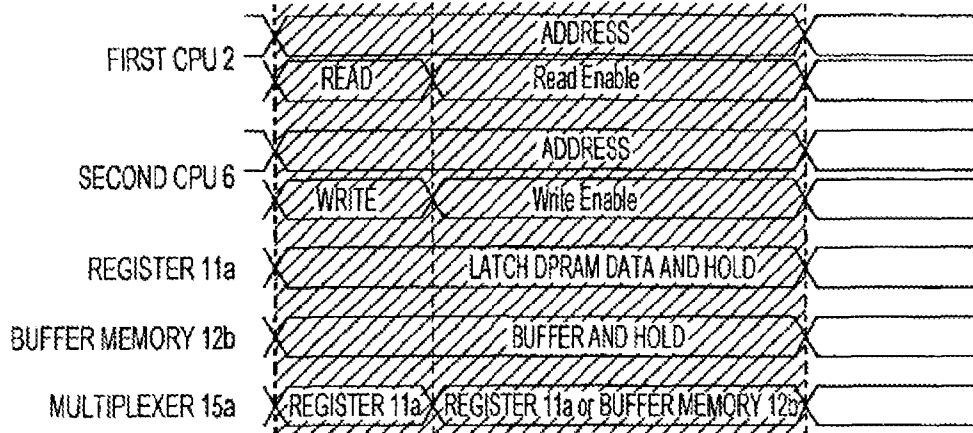 ADDRESS
FIRST CPU 2
READ Read Enable
ADDRESS
SECOND CPU 6
WRITE Write Enable
REGISTER 11a LATCH DPRAM DATA AND HOLD
BUFFER MEMORY 12b BUFFER AND HOLD
MULTIPLEXER 15a REGISTER 11a REGISTER 11a or BUFFER MEMORY 12b